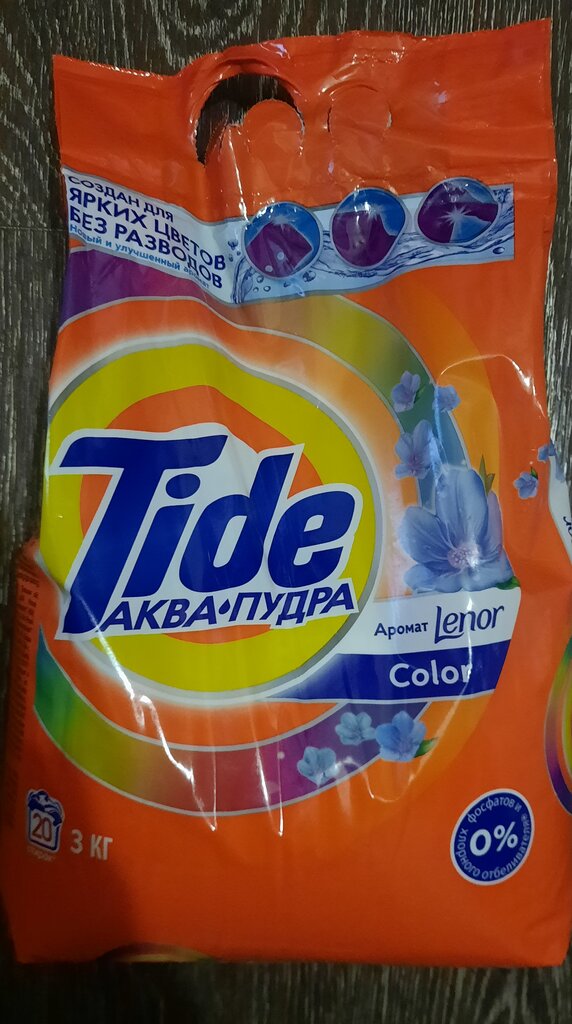 СОЗДАН ДЛЯ
ЯРКИХ ЦВЕТОВ
БЕЗ РАЗВОДОВ
Новый и улучшенный аромат
Tide
АКВА•ПУДРА
Аромат Lenor
Color
20
3 КГ
0%
фосфатов и
хлорного отбеливателя